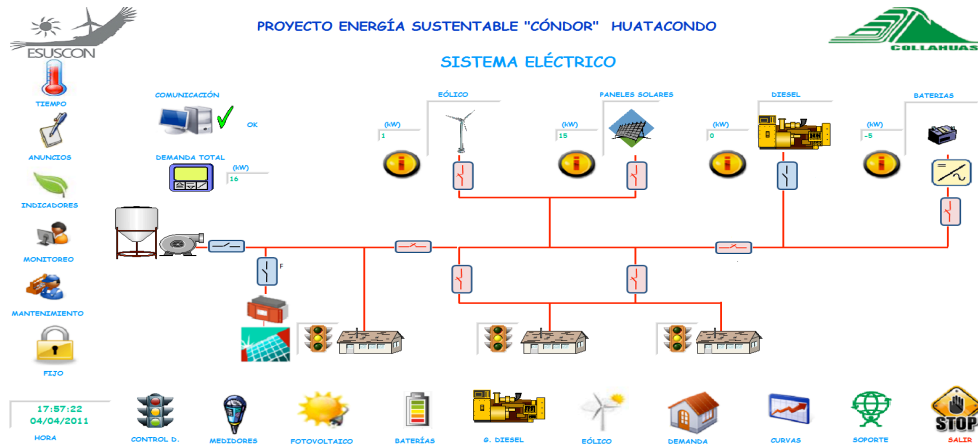 PROYECTO ENERGÍA SUSTENTABLE "CÓNDOR" HUATACONDO
ESUSCON
COLLAHUAS
SISTEMA ELÉCTRICO
TIEMPO
ANUNCIOS
INDICADORES
MONITOREO
MANTENIMIENTO
FIJO
COMUNICACIÓN
OK
DEMANDA TOTAL
(kW)
16
EÓLICO
(kW)
1
PANELES SOLARES
(kW)
15
DIESEL
(kW)
0
BATERIAS
(kW)
-5
F
17:57:22
04/04/2011
HORA
CONTROL D.
MEDIDORES
FOTOVOLTAICO
BATERÍAS
G. DIESEL
EÓLICO
DEMANDA
CURVAS
SOPORTE
STOP
SALIR